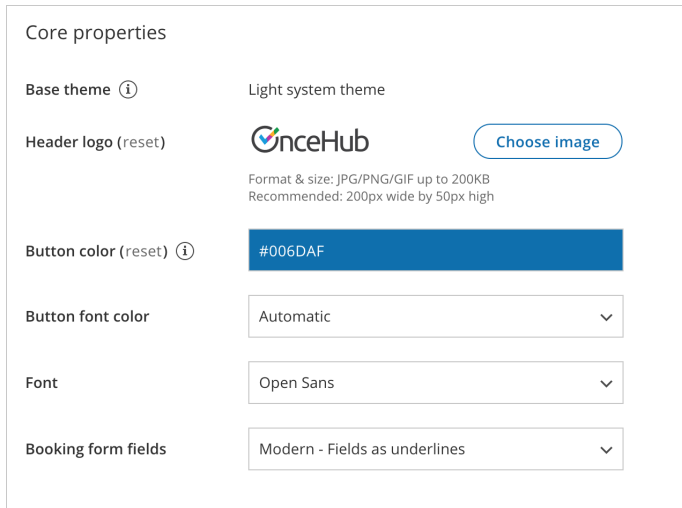 Core properties
Base theme
Light system theme
Header logo (reset)
OnceHub
Choose image
Format & size: JPG/PNG/GIF up to 200KB
Recommended: 200px wide by 50px high
Button color (reset)
#006DAF
Button font color
Automatic
Font
Open Sans
Booking form fields
Modern - Fields as underlines